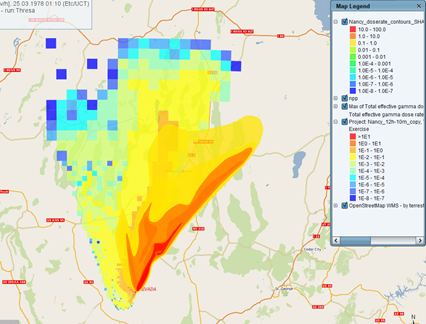 v/h], 25.03.1978 01:10 (Etc/UCT)
- run: Thresa
Map Legend
Nancy_doserate_contours_SHA
10.0 - 100.0
1.0 - 10.0
0.1 - 1.0
0.01 - 0.1
0.001 - 0.01
1.0E-4 - 0.001
1.0E-5 - 1.0E-4
1.0E-6 - 1.0E-5
1.0E-7 - 1.0E-6
1.0E-8 - 1.0E-7
npp
Max of Total effective gamma do
Total effective gamma dose rate
Project: Nancy_12h-10m_copy,
Exercise
>1E1
1E0 - 1E1
1E-1 - 1E0
1E-2 - 1E-1
1E-3 - 1E-2
1E-4 - 1E-3
1E-5 - 1E-4
1E-6 - 1E-5
1E-7 - 1E-6
1E-8 - 1E-7
OpenStreetMap WMS - by terrest
Cedar City
St. George
N